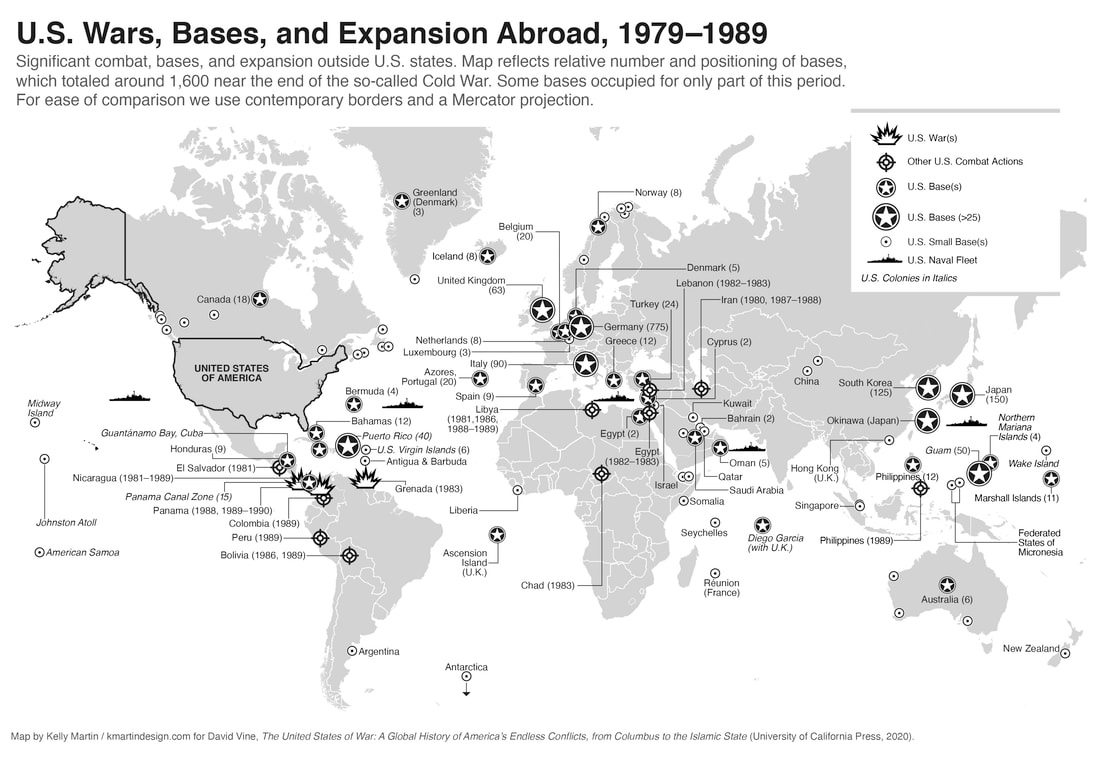 U.S. Wars, Bases, and Expansion Abroad, 1979–1989
Significant combat, bases, and expansion outside U.S. states. Map reflects relative number and positioning of bases,
which totaled around 1,600 near the end of the so-called Cold War. Some bases occupied for only part of this period.
For ease of comparison we use contemporary borders and a Mercator projection.
U.S. War(s)
Other U.S. Combat Actions
U.S. Base(s)
U.S. Bases (>25)
U.S. Small Base(s)
U.S. Naval Fleet
U.S. Colonies in Italics
Greenland
(Denmark)
(3)
Norway (8)
Belgium
(20)
Iceland (8)
United Kingdom
(63)
Denmark (5)
Lebanon (1982–1983)
Turkey (24)
Iran (1980, 1987–1988)
Canada (18)
Germany (775)
Netherlands (8)
Greece (12)
Cyprus (2)
Luxembourg (3)
Italy (90)
UNITED STATES
OF AMERICA
Azores,
Portugal (20)
China
South Korea
(125)
Japan
(150)
Bermuda (4)
Spain (9)
Midway
Island
Kuwait
Libya
(1981,1986,
1988–1989)
Bahrain (2)
Okinawa (Japan)
Northern
Mariana
Islands (4)
Bahamas (12)
Guantánamo Bay, Cuba
Puerto Rico (40)
Egypt (2)
Honduras (9)
U.S. Virgin Islands (6)
Egypt
(1982–1983)
Guam (50)
El Salvador (1981)
Antigua & Barbuda
Oman (5)
Wake Island
Hong Kong
(U.K.)
Nicaragua (1981–1989)
Qatar
Philippines (12)
Israel
Saudi Arabia
Grenada (1983)
Panama Canal Zone (15)
Marshall Islands (11)
Somalia
Panama (1988, 1989–1990)
Liberia
Singapore
Johnston Atoll
Colombia (1989)
Seychelles
Peru (1989)
Diego Garcia
(with U.K.)
Philippines (1989)
Federated
States of
Micronesia
American Samoa
Bolivia (1986, 1989)
Ascension
Island
(U.K.)
Chad (1983)
Réunion
(France)
Australia (6)
Argentina
New Zealand
Antarctica
Map by Kelly Martin / kmartindesign.com for David Vine, The United States of War: A Global History of America's Endless Conflicts, from Columbus to the Islamic State (University of California Press, 2020).